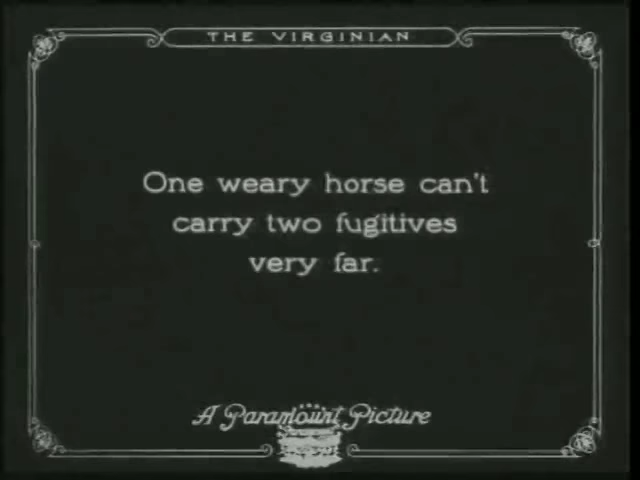 THE VIRGINIAN
One weary horse can't
carry two fugitives
very far.
A Paramount Picture